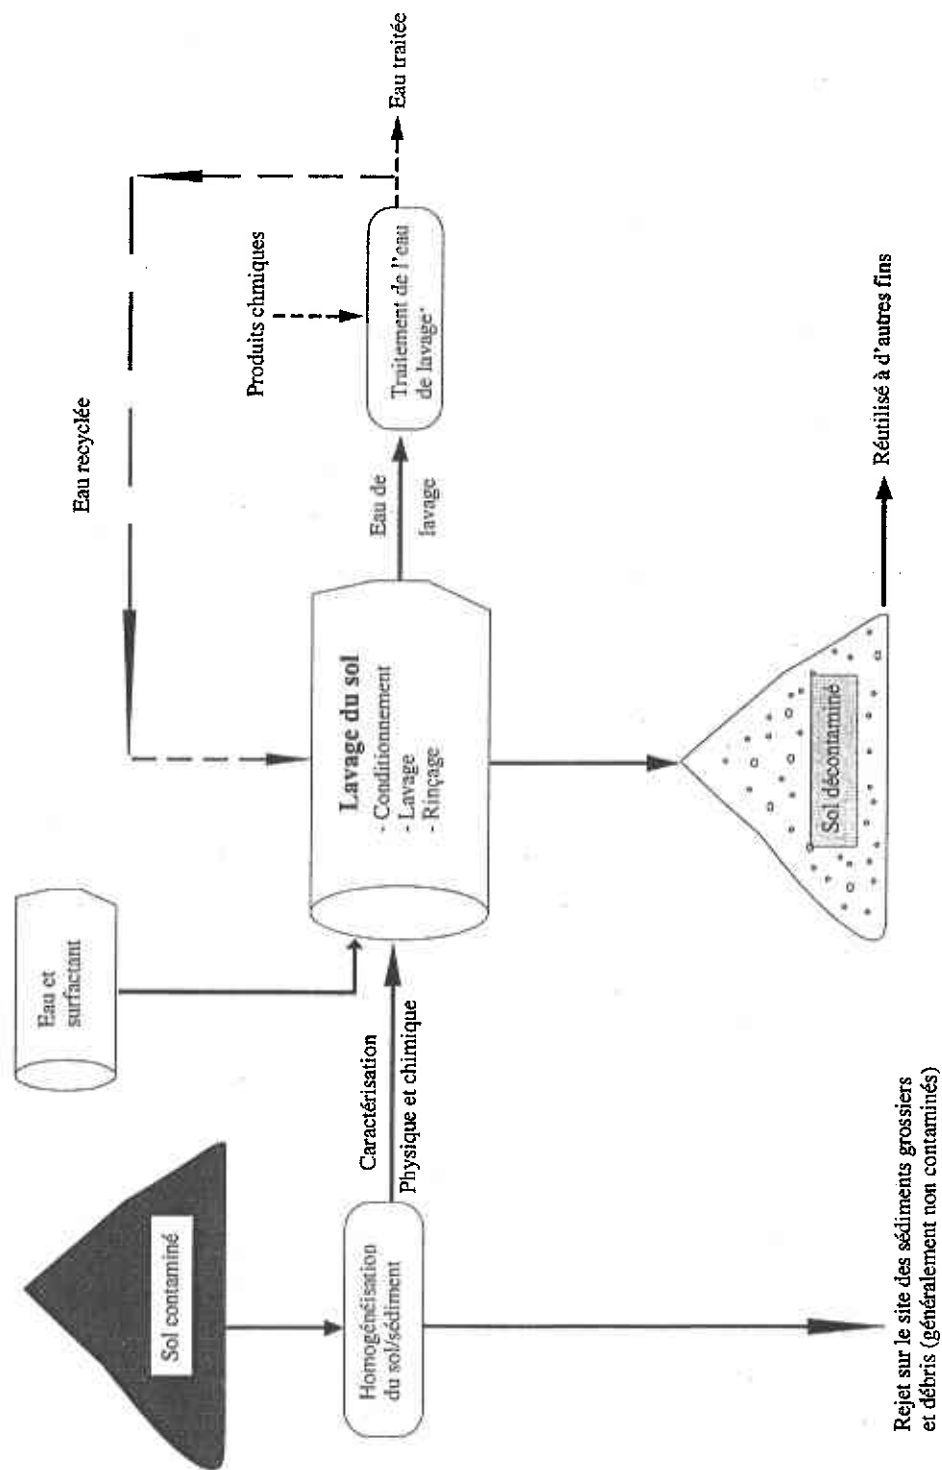 Sol contaminé
Homogénéisation
du sol/sédiment
Rejet sur le site des sédiments grossiers
et débris (généralement non contaminés)
Caractérisation
Physique et chimique
Eau et
surfactant
Lavage du sol
- Conditionnement
- Lavage
- Rinçage
Sol décontaminé
Réutilisé à d'autres fins
Eau de
lavage
Eau recyclée
Produits chmiques
Traitement de l'eau
de lavage*
Eau traitée